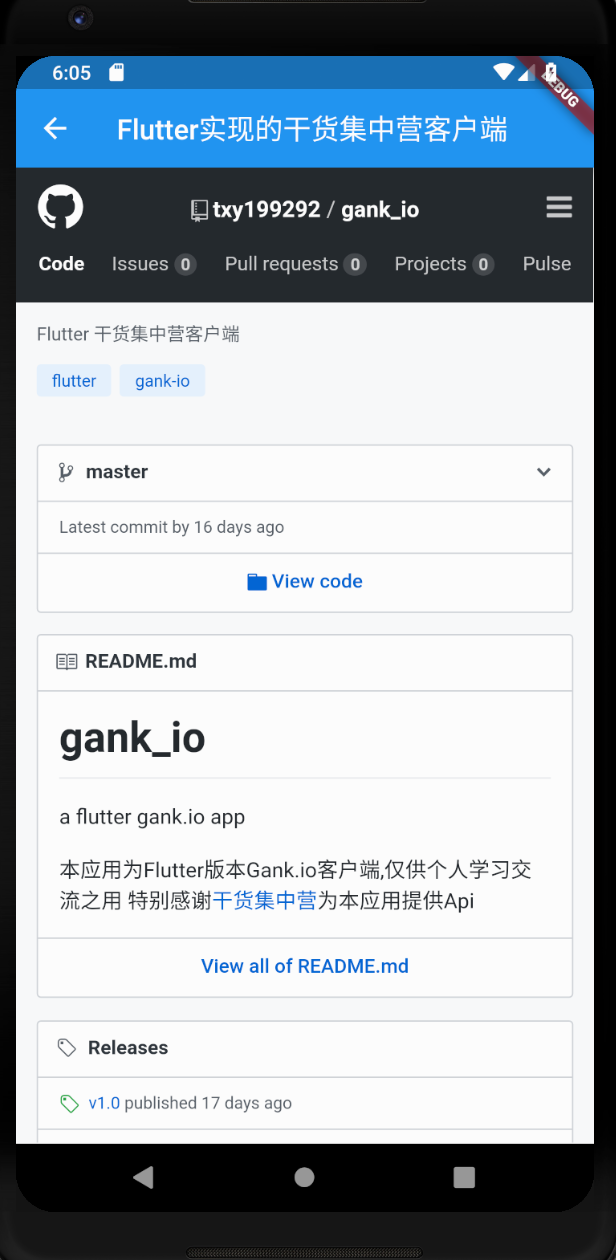 6:05
DEBUG
Flutter实现的干货集中营客户端
txy199292 / gank_io
Code Issues 0 Pull requests 0 Projects 0 Pulse
Flutter 干货集中营客户端
flutter gank-io
master
Latest commit by 16 days ago
View code
README.md
gank_io
a flutter gank.io app
本应用为Flutter版本Gank.io客户端,仅供个人学习交
流之用 特别感谢干货集中营为本应用提供Api
View all of README.md
Releases
v1.0 published 17 days ago